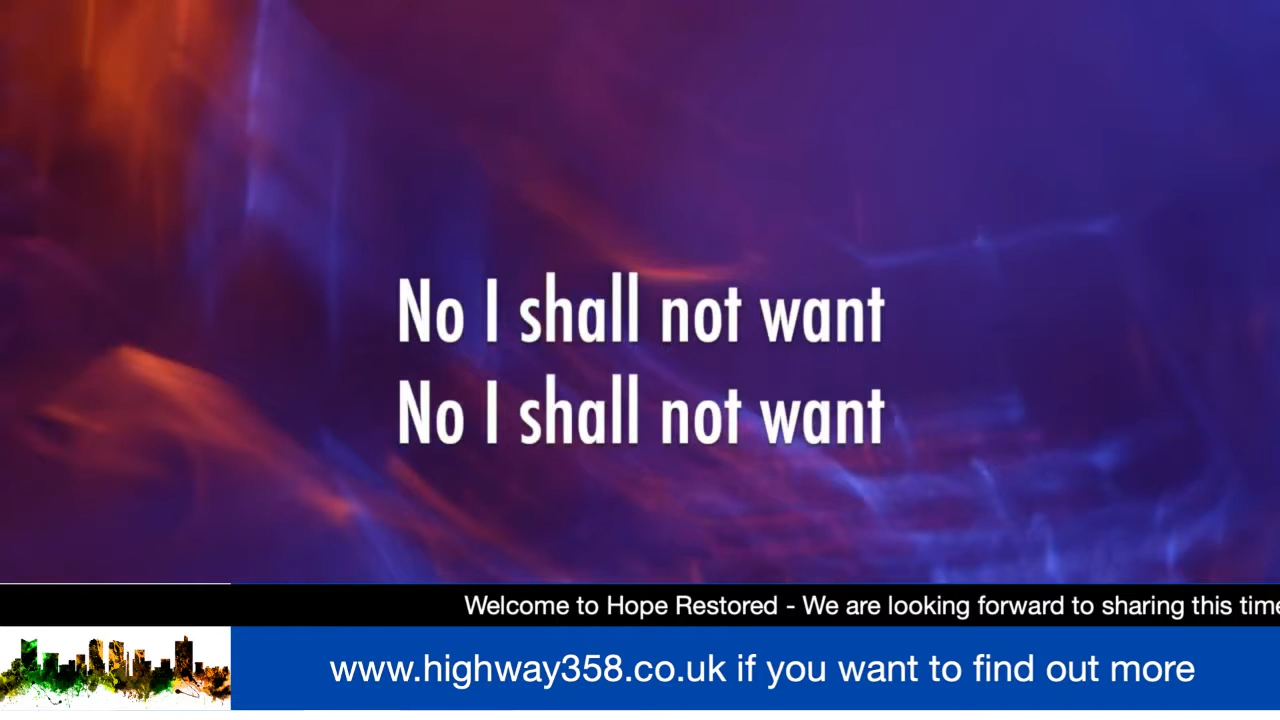 No I shall not want
No I shall not want
Welcome to Hope Restored - We are looking forward to sharing this time
www.highway358.co.uk if you want to find out more